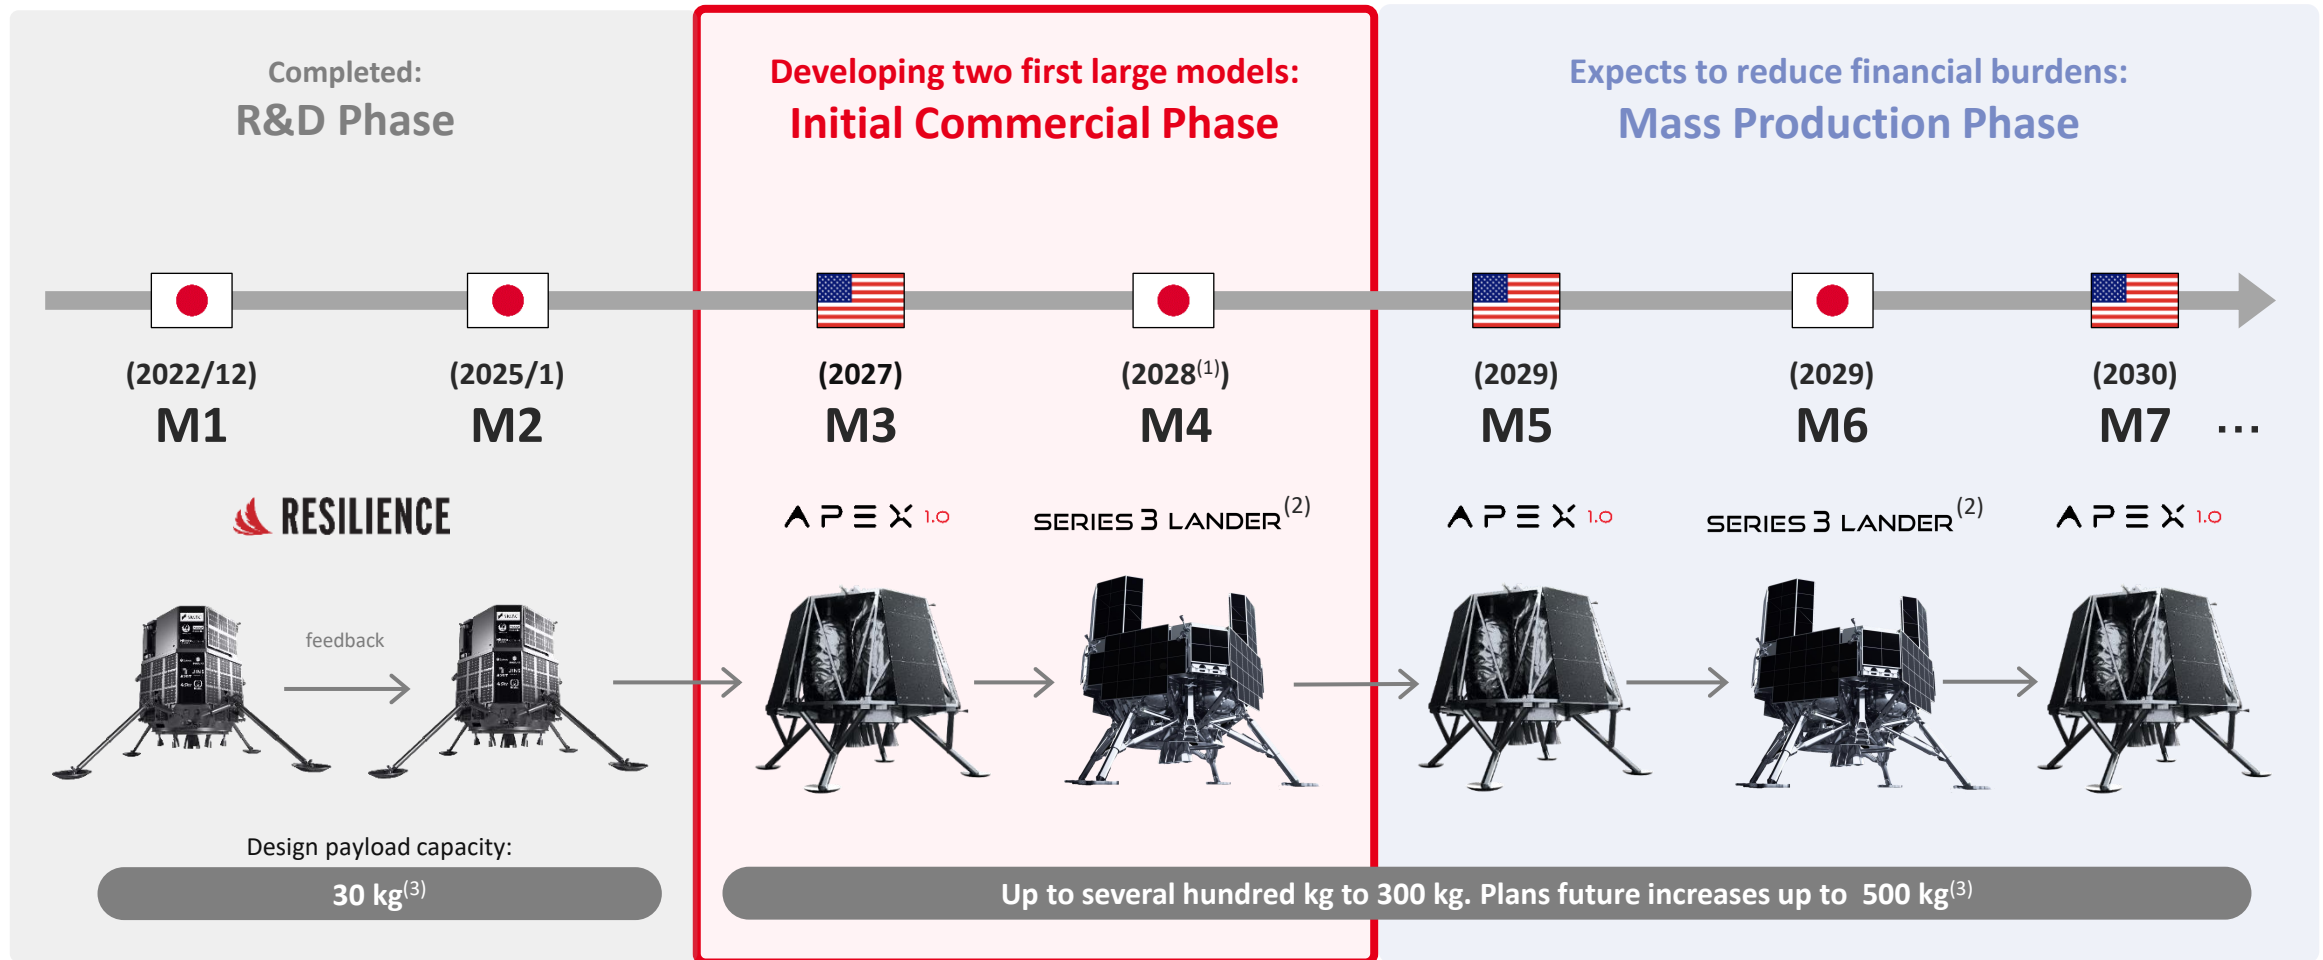 Completed:
R&D Phase
Developing two first large models:
Initial Commercial Phase
Expects to reduce financial burdens:
Mass Production Phase
(2022/12)
M1
(2025/1)
M2
(2027)
M3
(2028(1))
M4
(2029)
M5
(2029)
M6
(2030)
M7
...
RESILIENCE
APEX 1.0
SERIES 3 LANDER(2)
APEX 1.0
SERIES 3 LANDER(2)
APEX 1.0
feedback
Design payload capacity:
30 kg(3)
Up to several hundred kg to 300 kg. Plans future increases up to  500 kg(3)